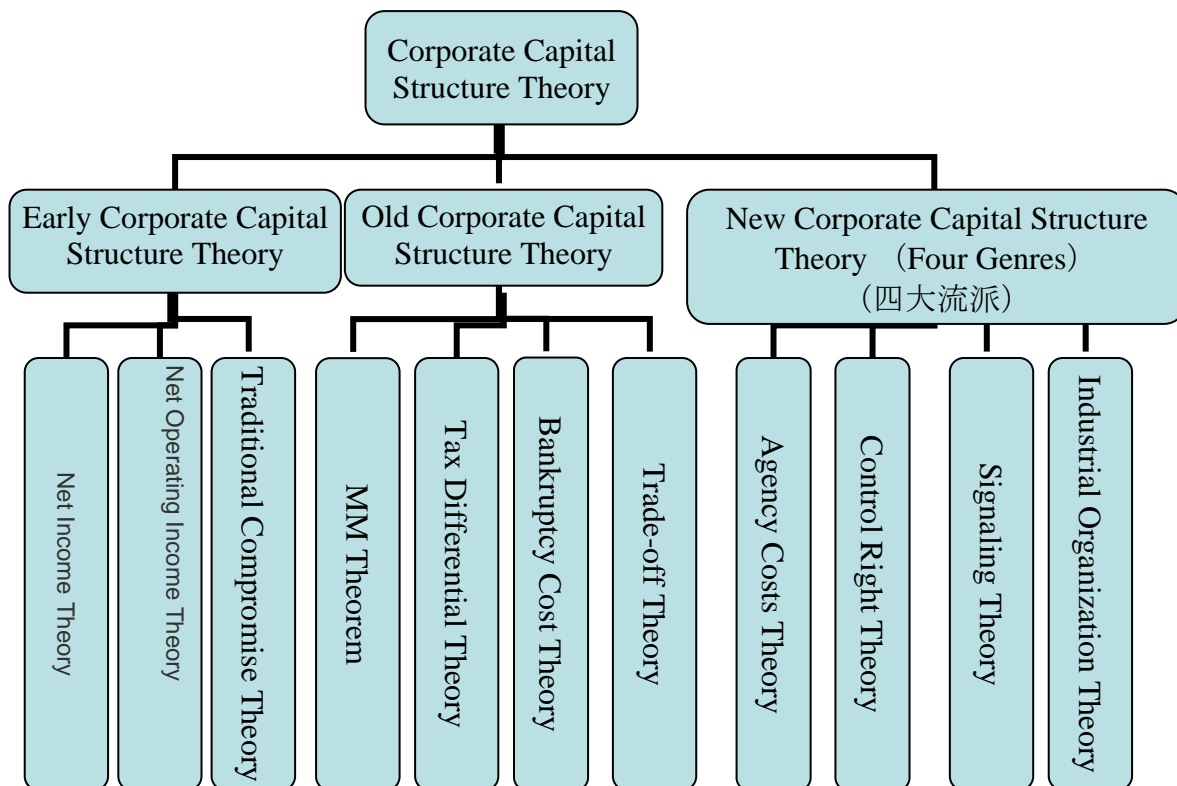 Corporate Capital
Structure Theory
Early Corporate Capital
Structure Theory
Old Corporate Capital
Structure Theory
New Corporate Capital Structure
Theory （Four Genres）
（四大流派）
Net Income Theory
Net Operating Income Theory
Traditional Compromise Theory
MM Theorem
Tax Differential Theory
Bankruptcy Cost Theory
Trade-off Theory
Agency Costs Theory
Control Right Theory
Signaling Theory
Industrial Organization Theory